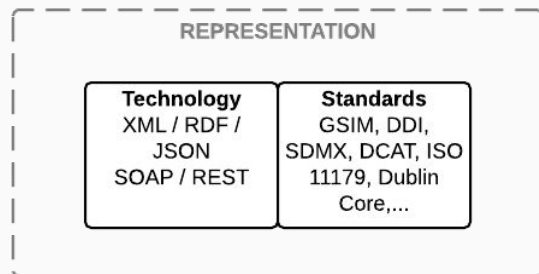 REPRESENTATION
Technology
XML / RDF /
JSON
SOAP / REST
Standards
GSIM, DDI,
SDMX, DCAT, ISO
11179, Dublin
Core,...